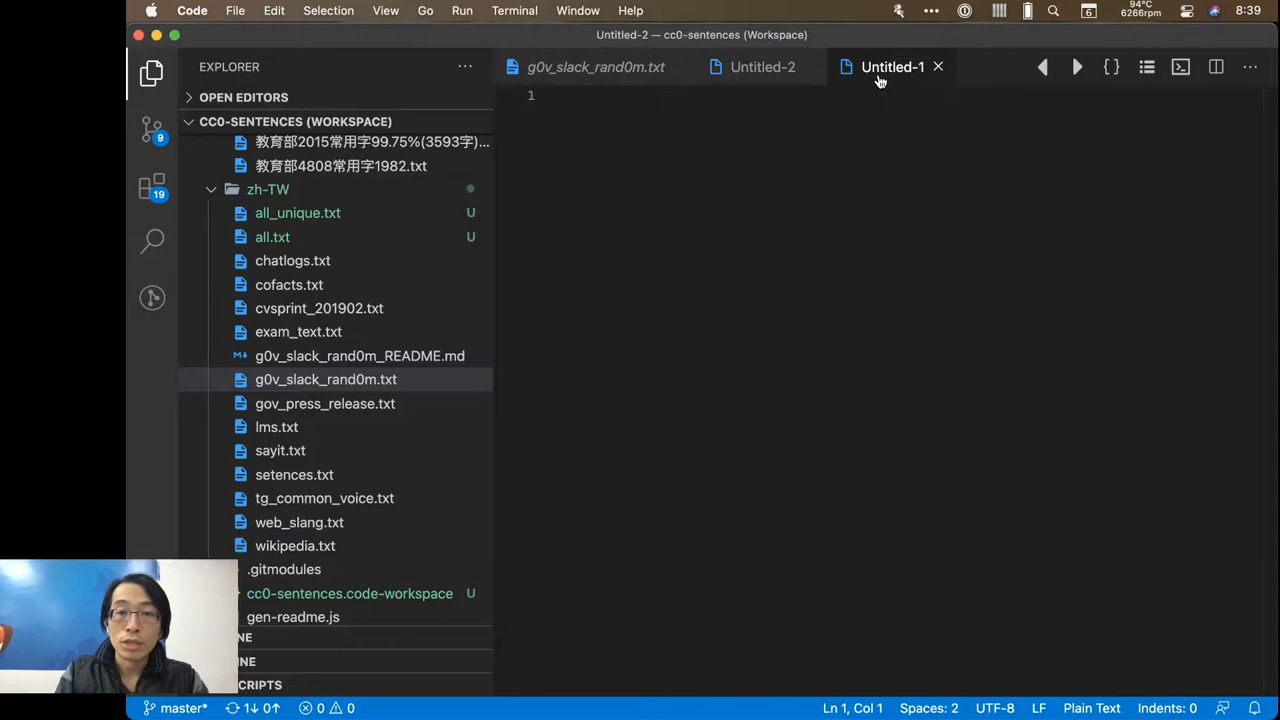 Code File Edit Selection View Go Run Terminal Window Help 6 94°C 6266rpm 8:39
Untitled-2 — cc0-sentences (Workspace)
EXPLORER
g0v_slack_rand0m.txt Untitled-2 Untitled-1
OPEN EDITORS
1
CC0-SENTENCES (WORKSPACE)
教育部2015常用字99.75%(3593字)...
教育部4808常用字1982.txt
zh-TW
all_unique.txt U
all.txt U
chatlogs.txt
cofacts.txt
cvsprint_201902.txt
exam_text.txt
g0v_slack_rand0m_README.md
g0v_slack_rand0m.txt
gov_press_release.txt
lms.txt
sayit.txt
setences.txt
tg_common_voice.txt
web_slang.txt
wikipedia.txt
.gitmodules
cc0-sentences.code-workspace U
gen-readme.js
NE
NE
CRIPTS
9
19
master* 1↓ 0↑ 0 0 Ln 1, Col 1 Spaces: 2 UTF-8 LF Plain Text Indents: 0